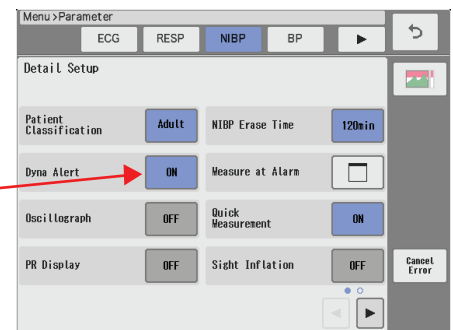 Menu>Parameter
ECG RESP NIBP BP
Detail Setup
Patient Classification Adult NIBP Erase Time 120min
Dyna Alert ON Measure at Alarm
Oscillograph OFF Quick Measurement ON
PR Display OFF Sight Inflation OFF
Cancel Error